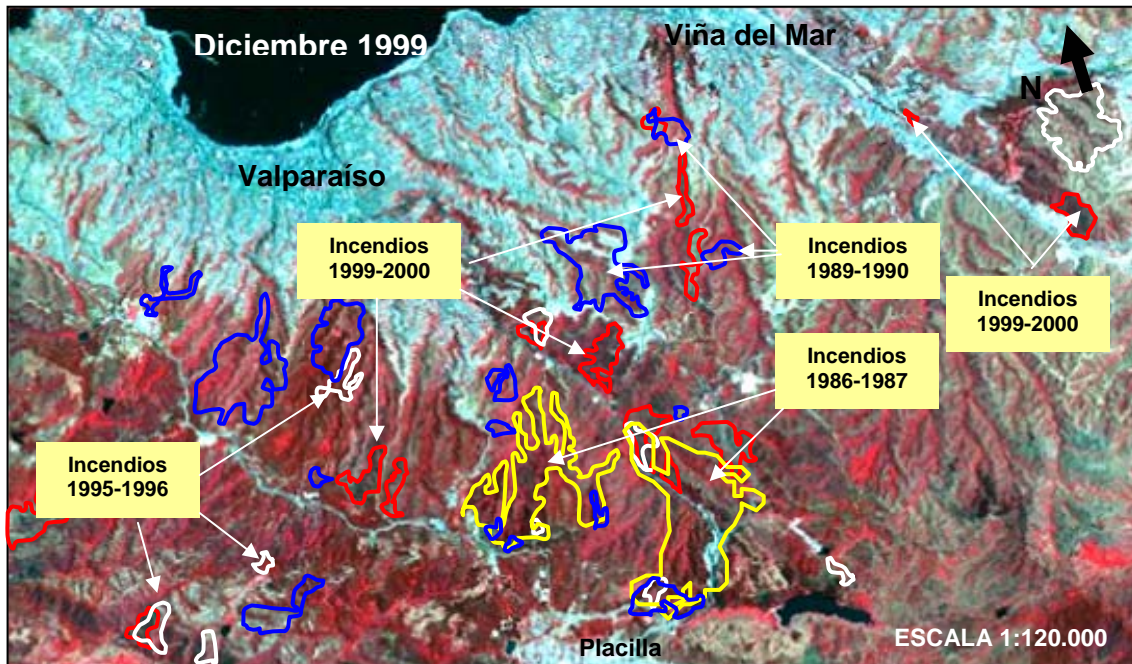 Diciembre 1999
Viña del Mar
N
Valparaíso
Incendios
1999-2000
Incendios
1989-1990
Incendios
1999-2000
Incendios
1986-1987
Incendios
1995-1996
Placilla
ESCALA 1:120.000